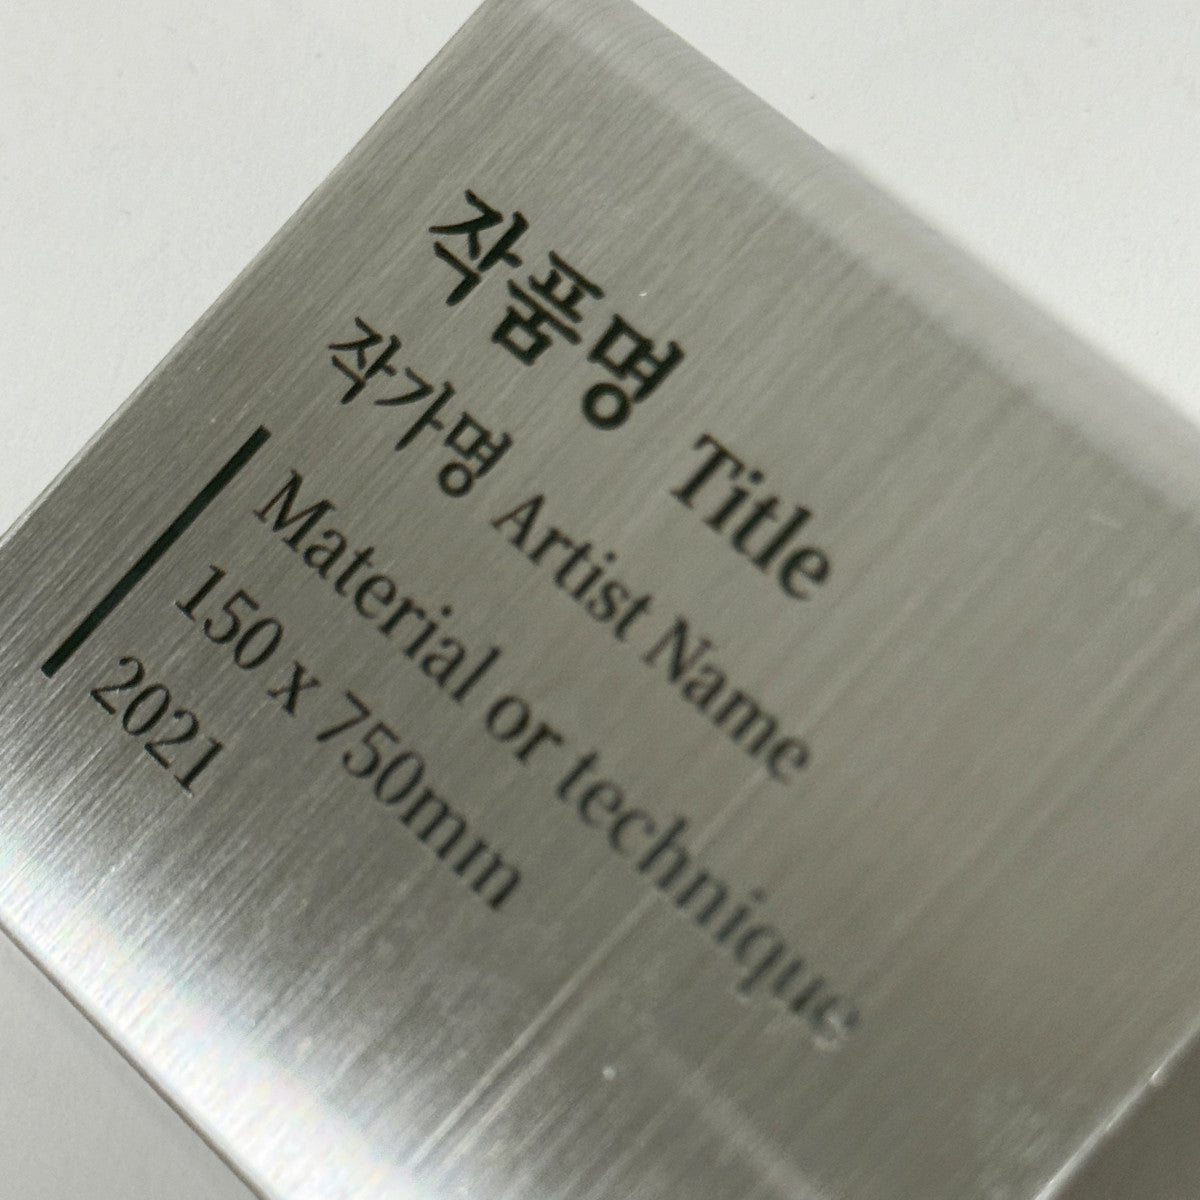 작품명 Title
작가명 Artist Name
Material or technique
150 x 750mm
2021